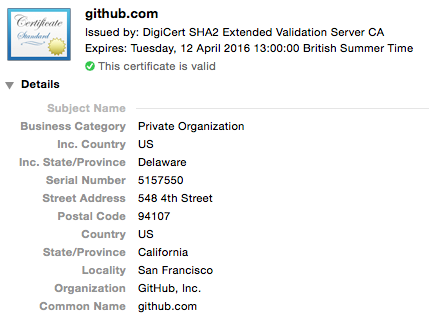 Certificate
Standard
github.com
Issued by: DigiCert SHA2 Extended Validation Server CA
Expires: Tuesday, 12 April 2016 13:00:00 British Summer Time
This certificate is valid
Details
Subject Name
Business Category Private Organization
Inc. Country US
Inc. State/Province Delaware
Serial Number 5157550
Street Address 548 4th Street
Postal Code 94107
Country US
State/Province California
Locality San Francisco
Organization GitHub, Inc.
Common Name github.com